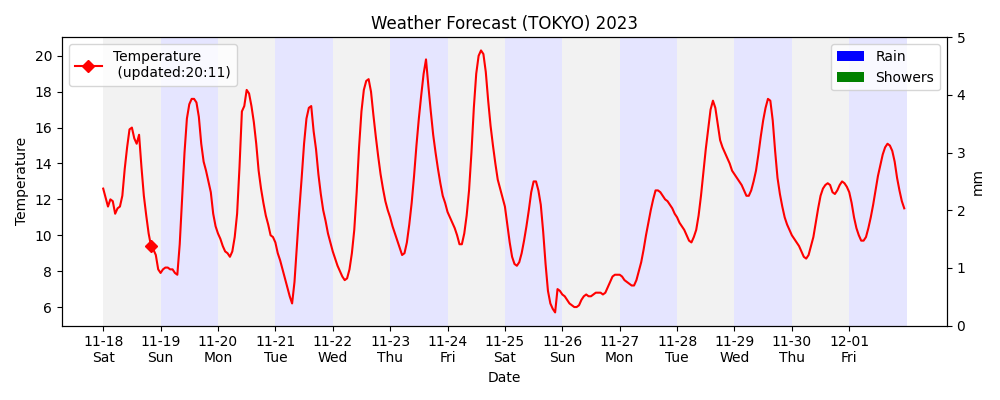 Weather Forecast (TOKYO) 2023
Temperature
(updated:20:11)
Rain
Showers
Temperature
20
18
16
14
12
10
8
6
5
4
3
2
1
0
mm
11-18 11-19 11-20 11-21 11-22 11-23 11-24 11-25 11-26 11-27 11-28 11-29 11-30 12-01
Sat Sun Mon Tue Wed Thu Fri Sat Sun Mon Tue Wed Thu Fri
Date